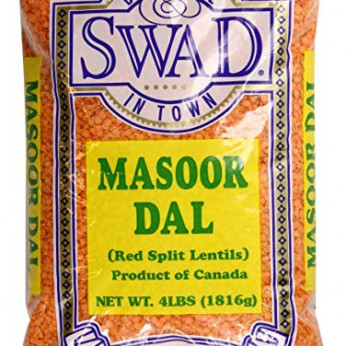 &
SWAD®
IN TOWN
MASOOR DAL
MASOOR
DAL
(Red Split Lentils)
Product of Canada
NET WT. 4LBS (1816g)
MASOOR DAL